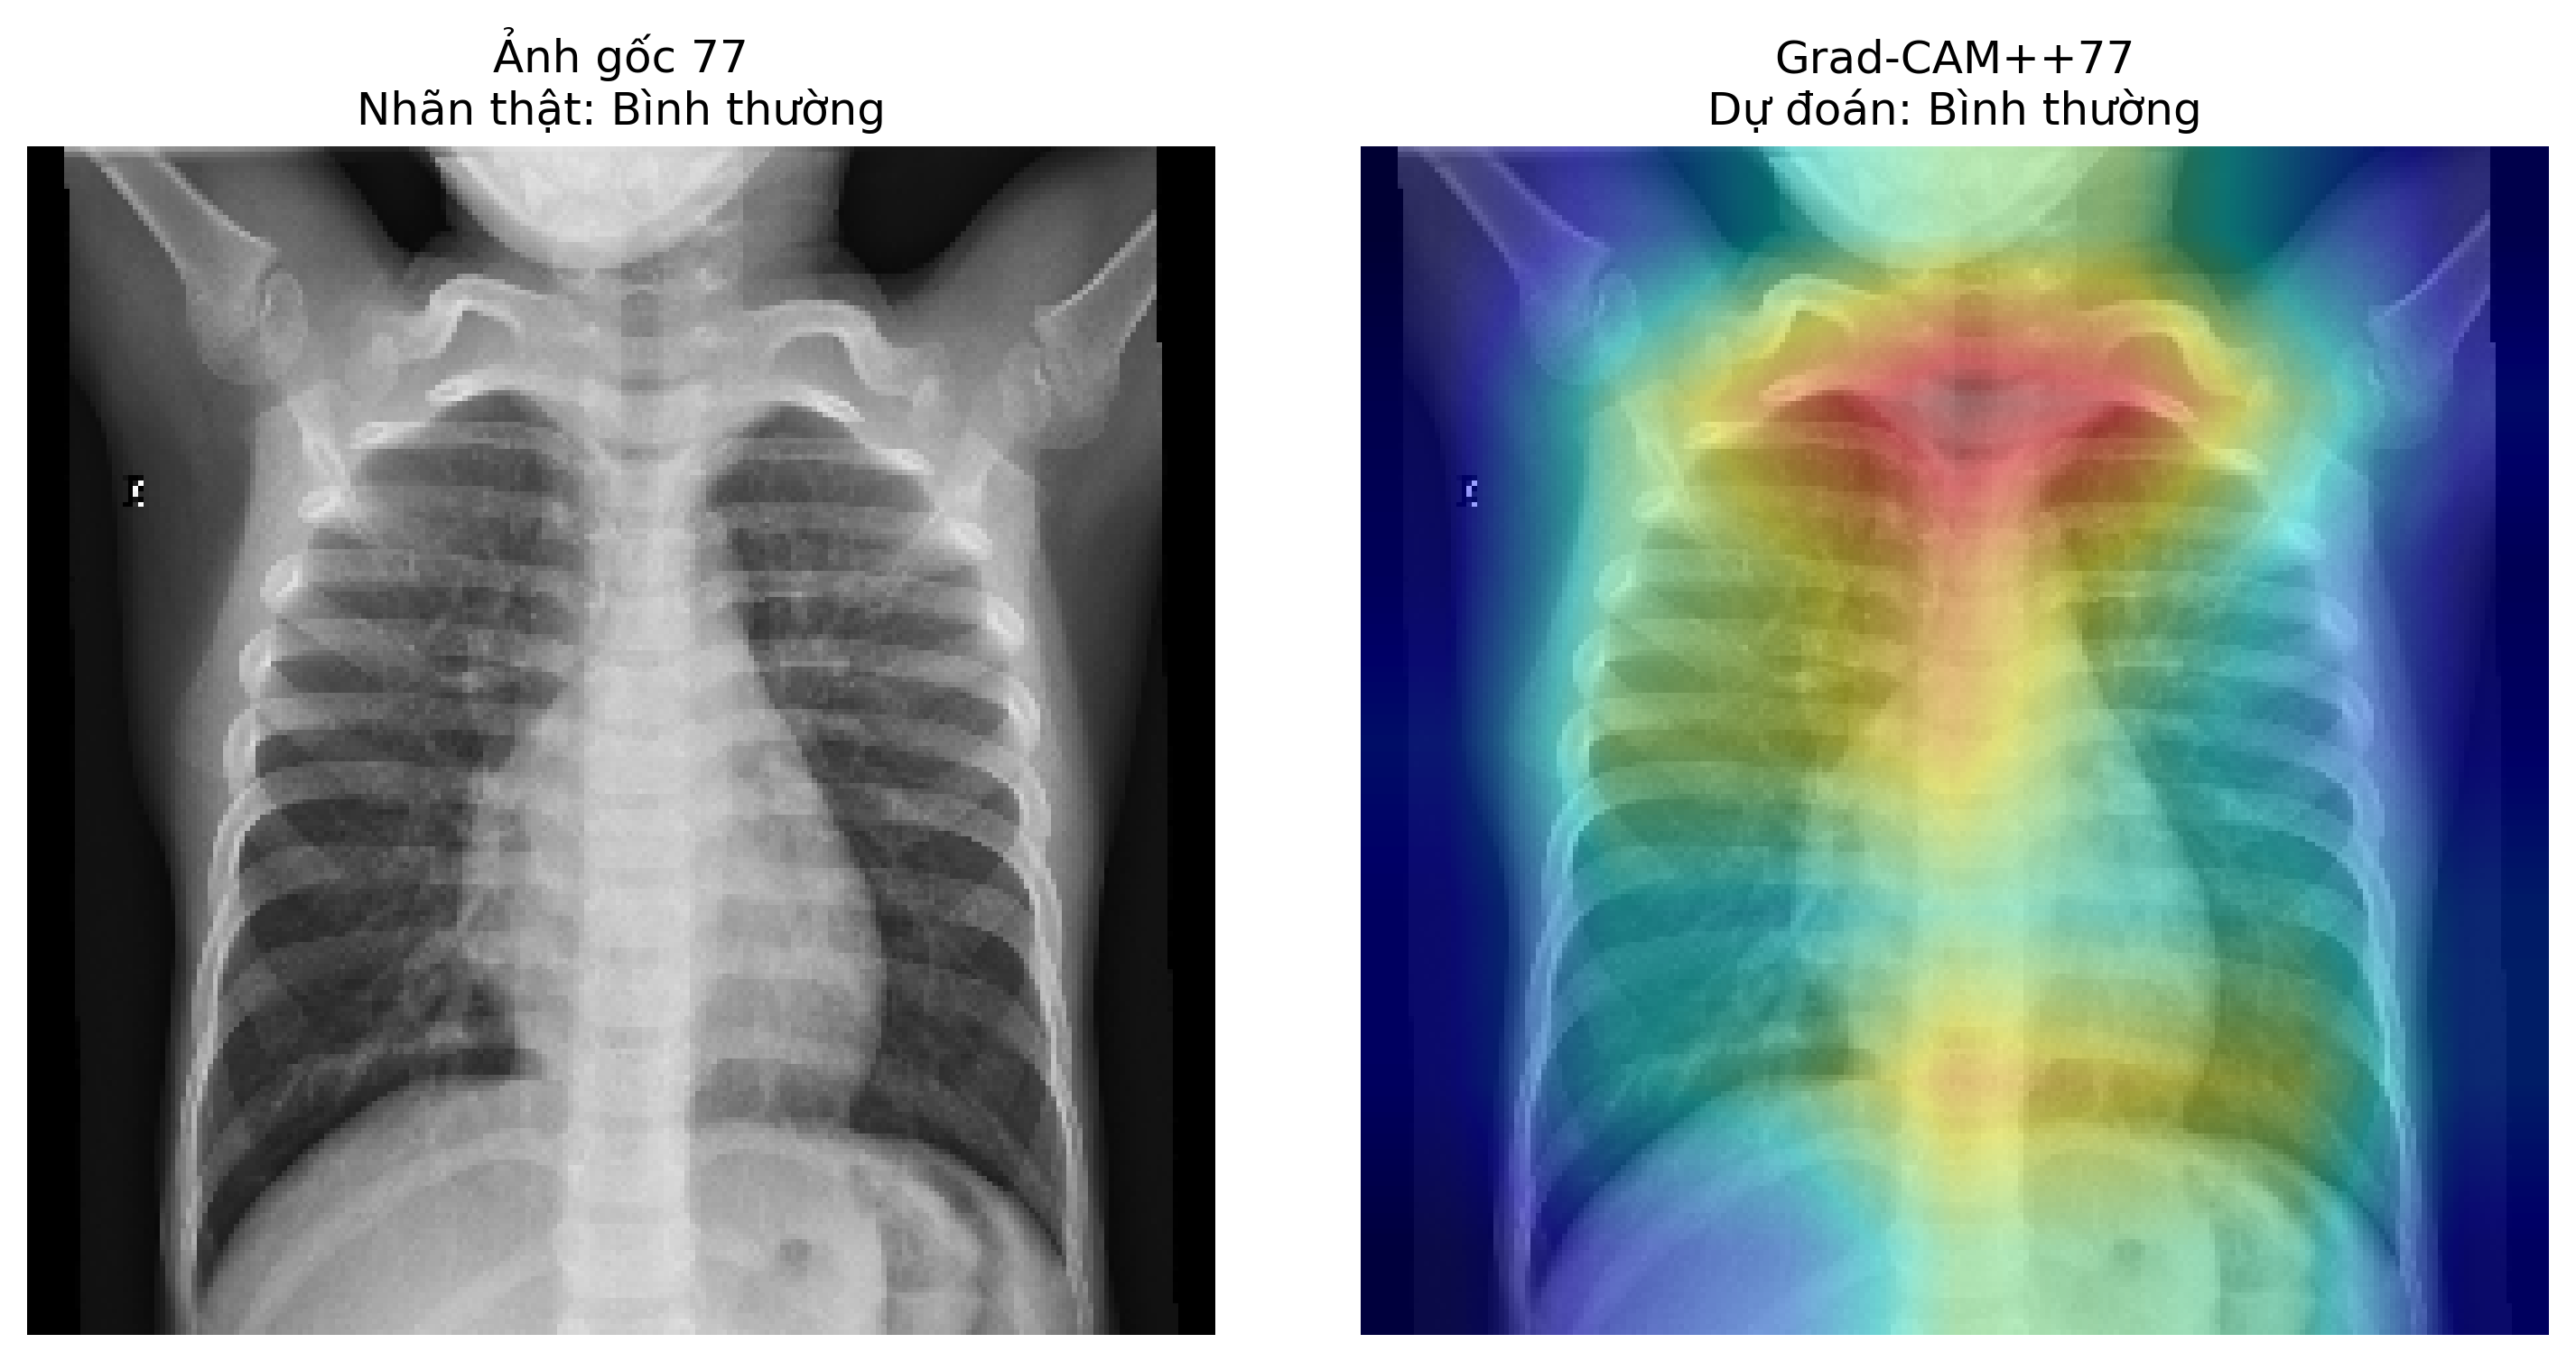 Ảnh gốc 77
Nhãn thật: Bình thường
Grad-CAM++77
Dự đoán: Bình thường